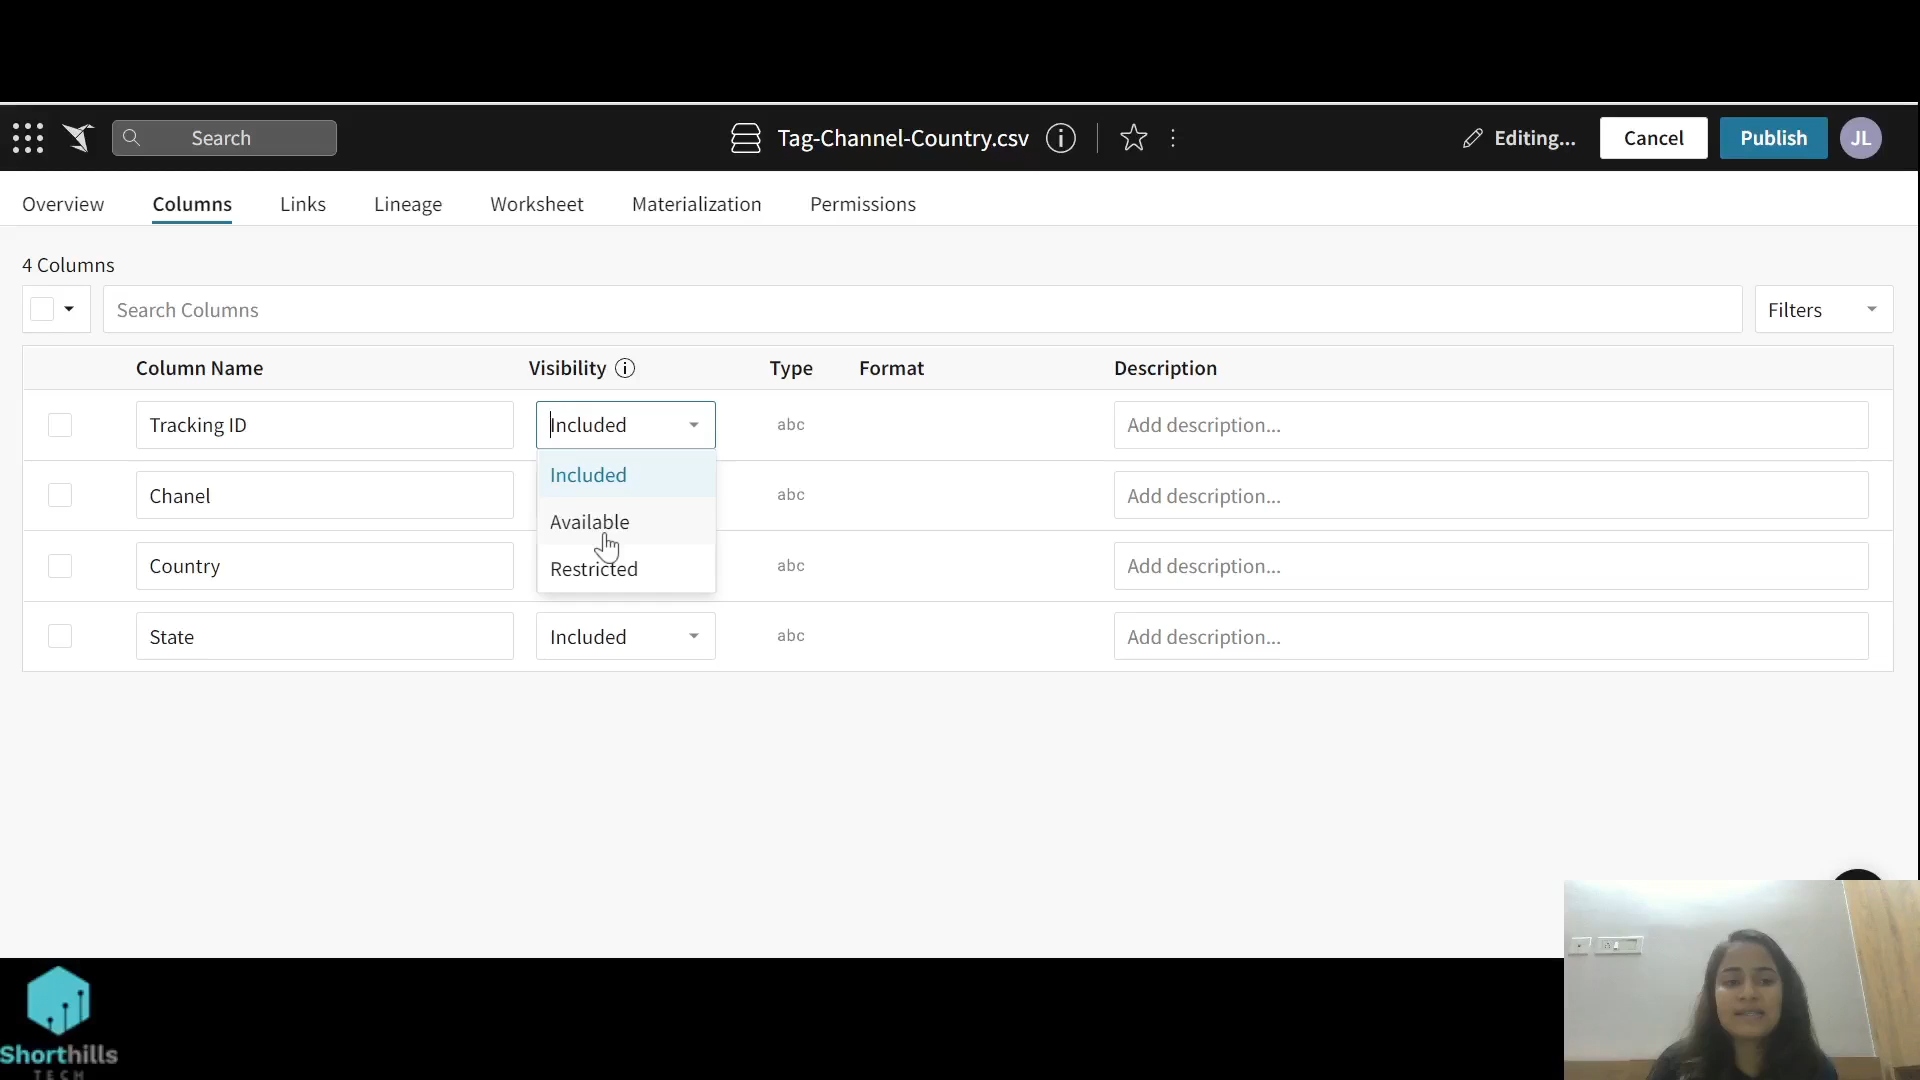 Search
Tag-Channel-Country.csv
Editing...
Cancel
Publish
JL
Overview
Columns
Links
Lineage
Worksheet
Materialization
Permissions
4 Columns
Search Columns
Filters
Column Name
Visibility
Type
Format
Description
Tracking ID
Included
abc
Add description...
Included
Chanel
abc
Add description...
Available
Country
abc
Add description...
Restricted
State
Included
abc
Add description...
Shorthills
TECH